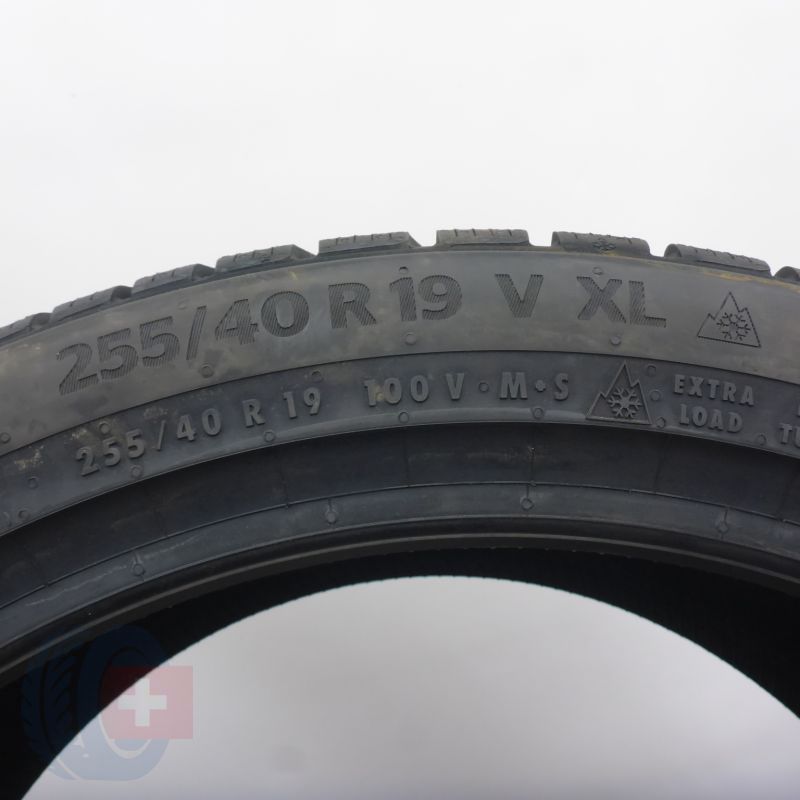 255/40 R 19 V XL
255/40 R 19 100 V · M+S EXTRA LOAD